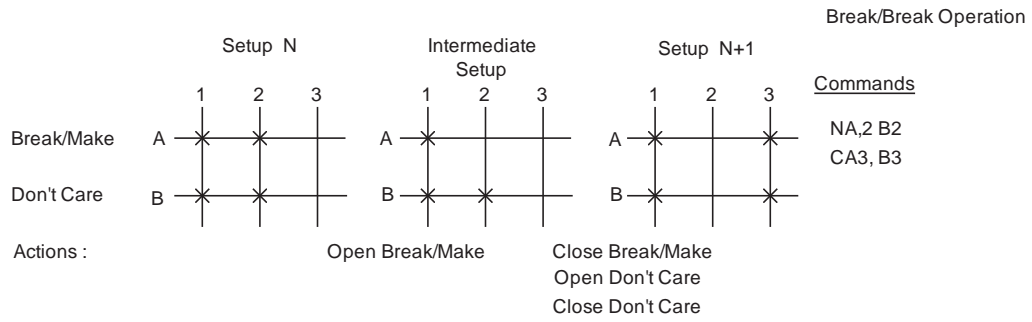 Break/Break Operation
Setup N
Intermediate
Setup
Setup N+1
Commands
1 2 3
1 2 3
1 2 3
Break/Make A
A
A
NA,2 B2
CA3, B3
Don't Care B
B
B
Actions :
Open Break/Make
Close Break/Make
Open Don't Care
Close Don't Care